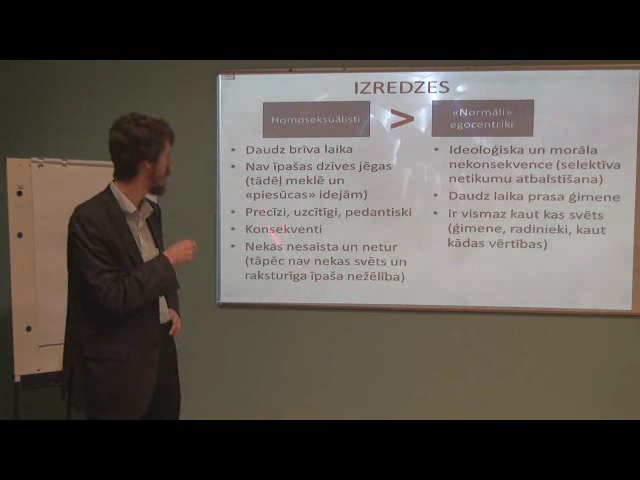 IZREDZES
Homoseksuālisti
>
«Normāli»
egocentriķi
• Daudz brīva laika
• Nav īpašas dzīves jēgas
(tādēļ meklē un
«piesūcas» idejām)
• Precīzi, uzcītīgi, pedantiski
• Konsekventi
• Nekas nesaista un netur
(tāpēc nav nekas svēts un
raksturīga īpaša nežēlība)
• Ideoloģiska un morāla
nekonsekvence (selektīva
netikumu atbalstīšana)
• Daudz laika prasa ģimene
• Ir vismaz kaut kas svēts
(ģimene, radinieki, kaut
kādas vērtības)